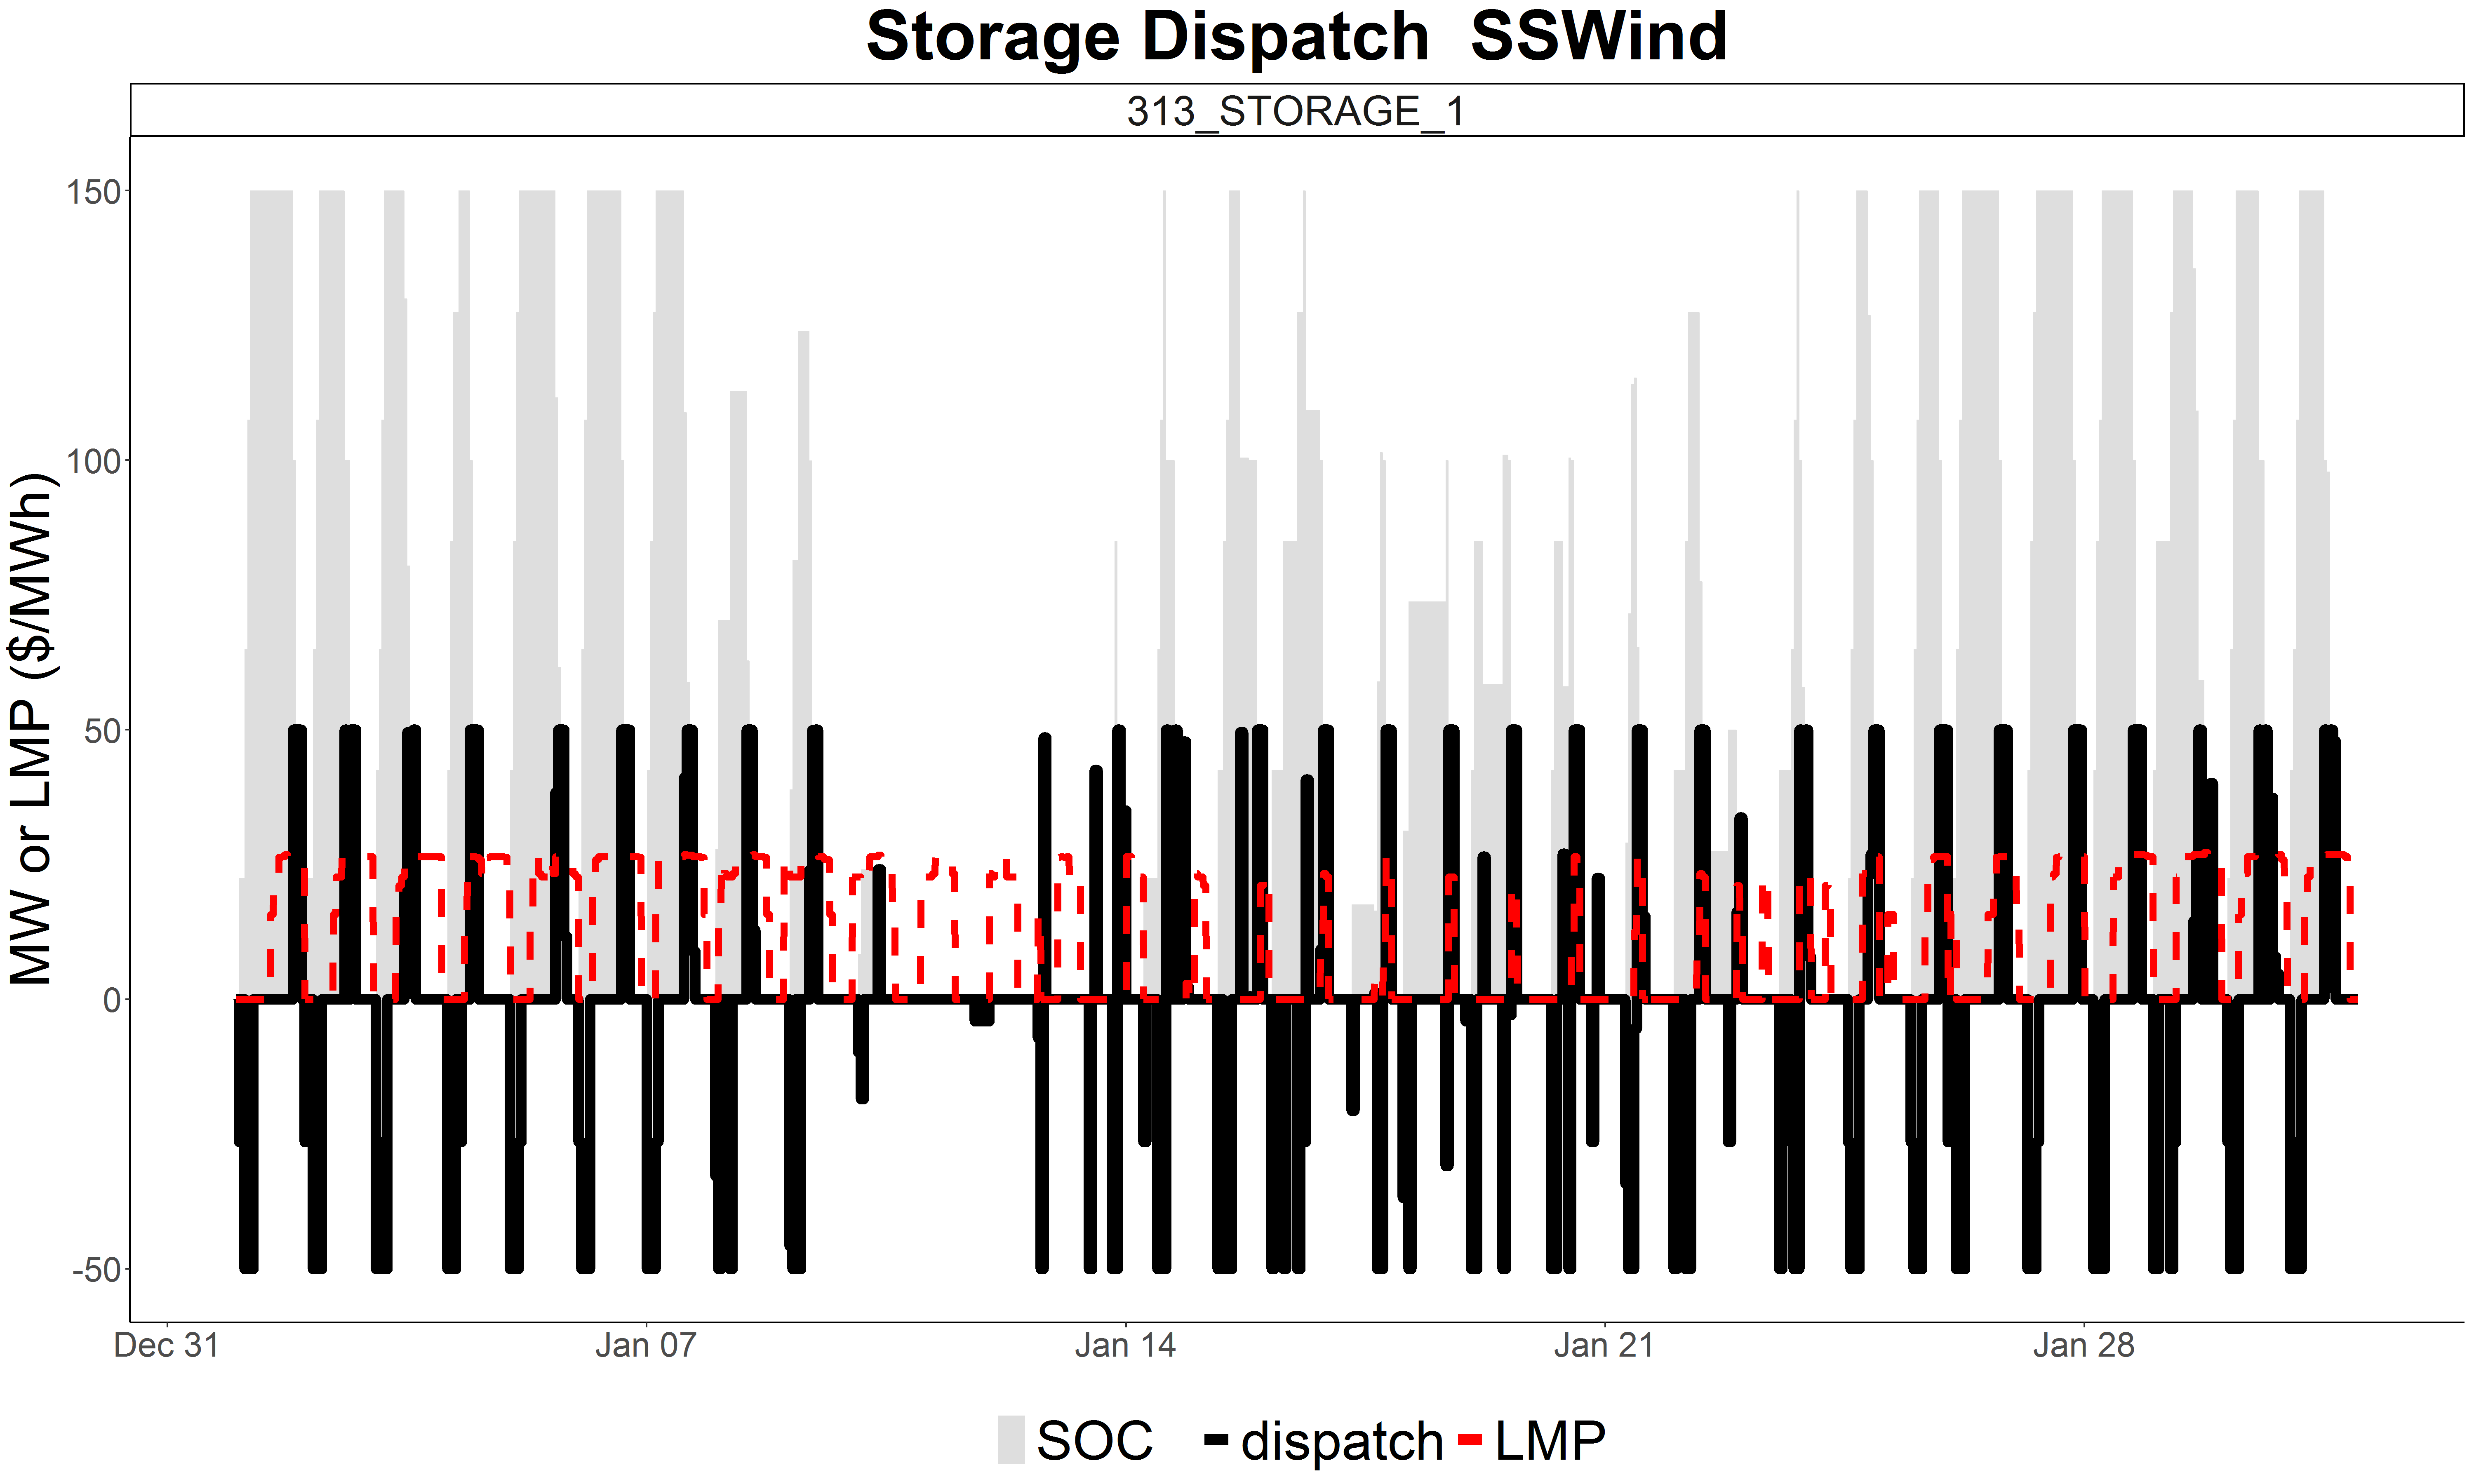 Storage Dispatch  SSWind
313_STORAGE_1
MW or LMP ($/MWh)
150
100
50
0
-50
Dec 31
Jan 07
Jan 14
Jan 21
Jan 28
SOC
dispatch
LMP